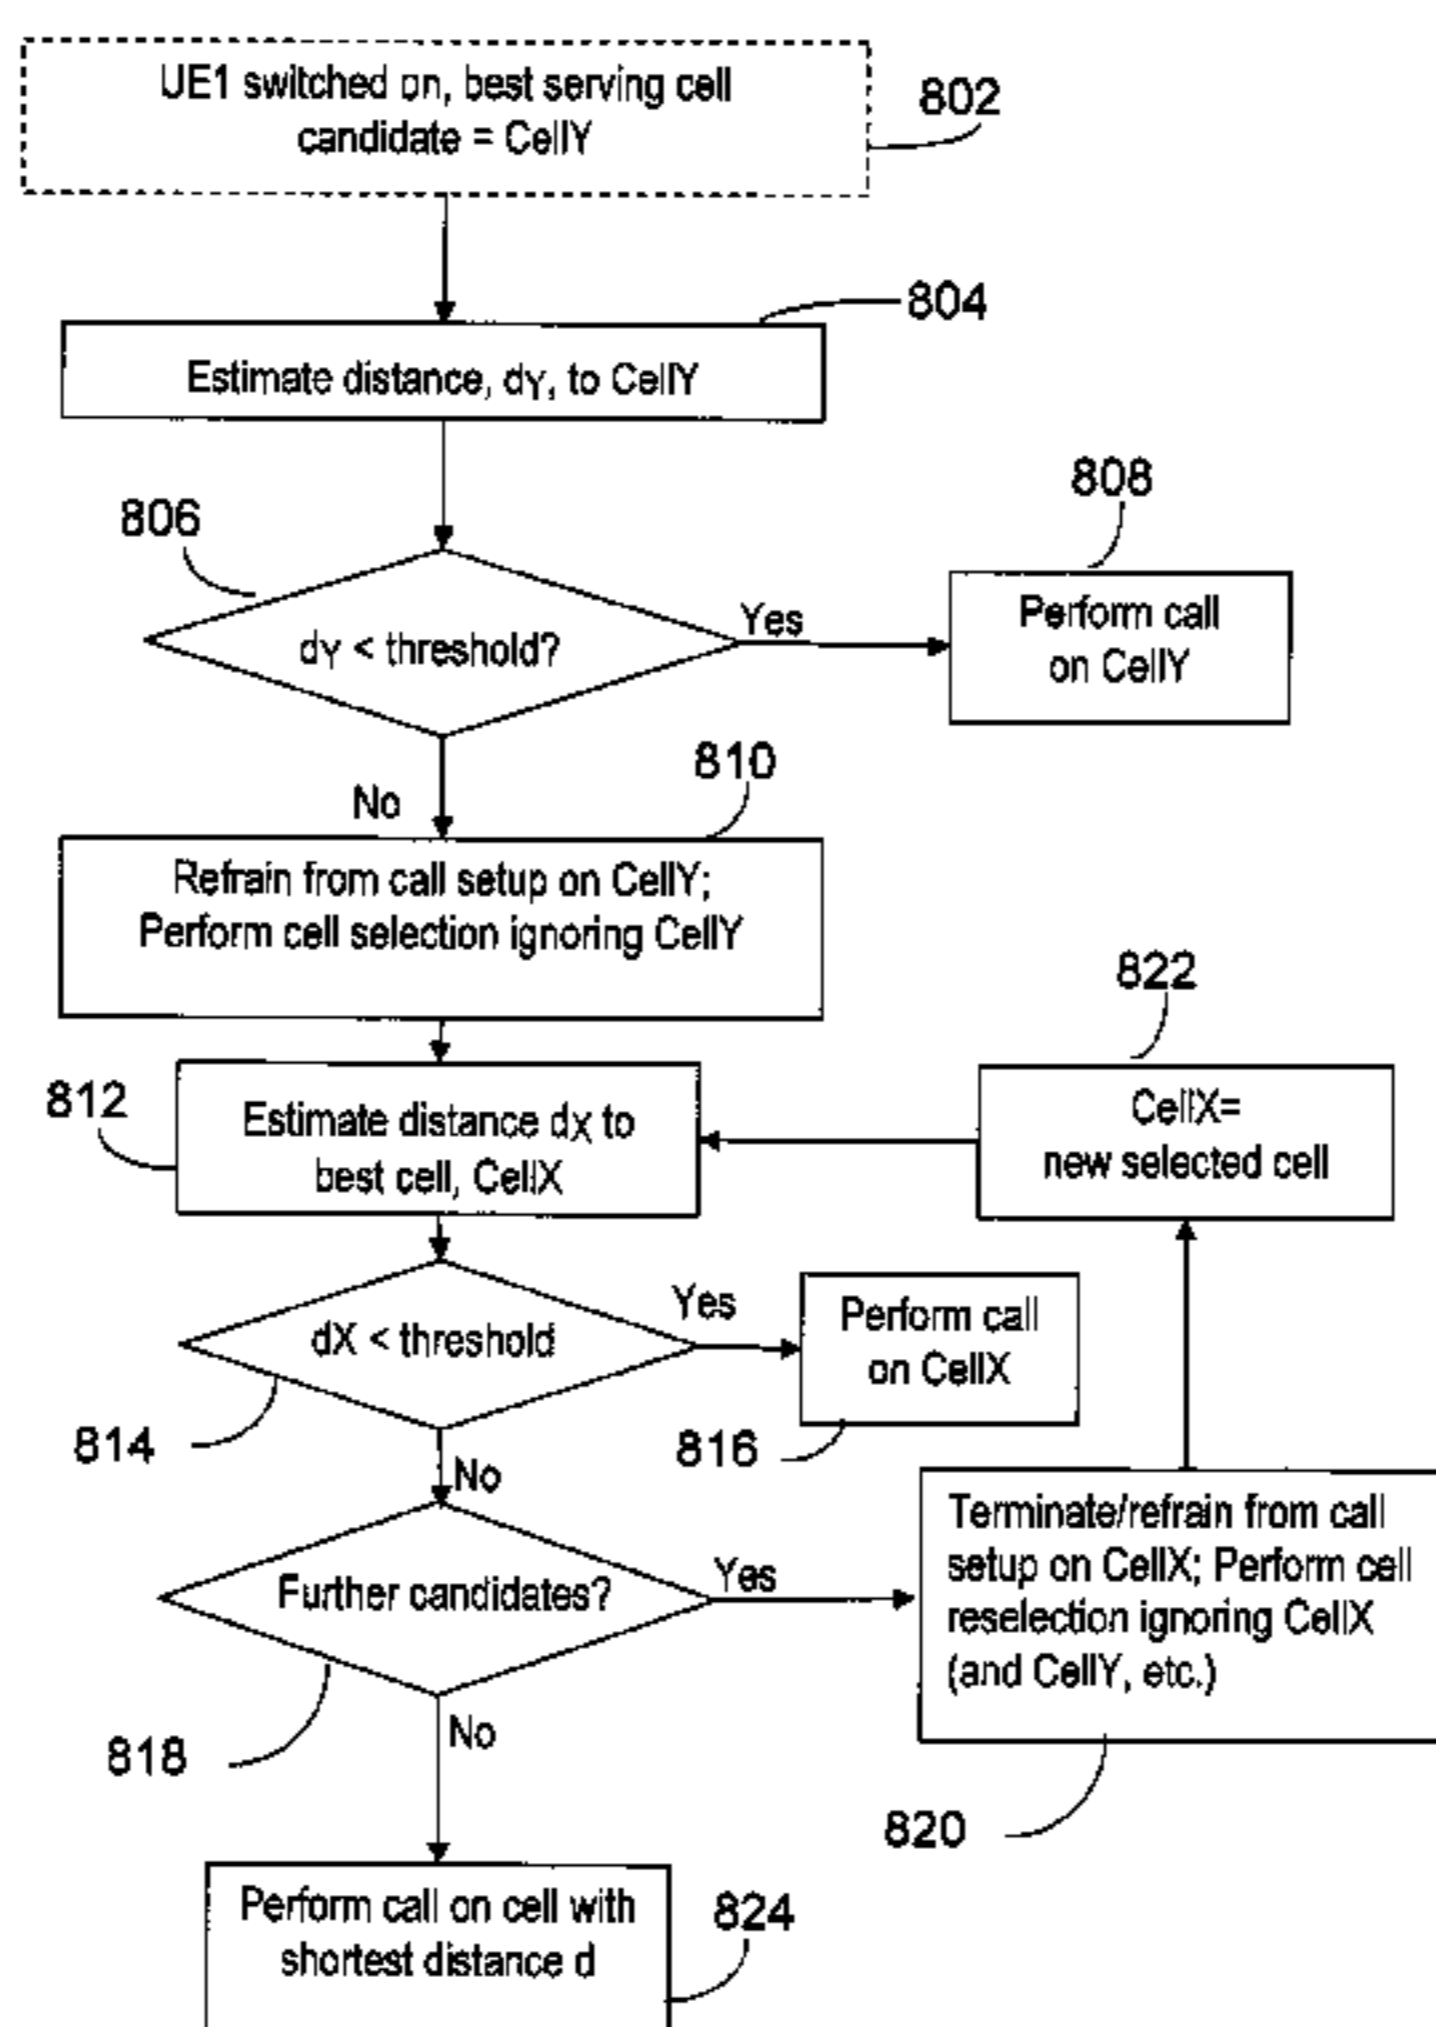 UE1 switched on, best serving cell
candidate = CellY
802
804
Estimate distance, dY, to CellY
808
806
dY < threshold?
Yes
Perform call
on CellY
No
810
Refrain from call setup on CellY;
Perform cell selection ignoring CellY
822
812
Estimate distance dX to
best cell, CellX
CellX=
new selected cell
dX < threshold
Yes
Perform call
on CellX
814
816
No
Further candidates?
Yes
Terminate/refrain from call
setup on CellX; Perform cell
reselection ignoring CellX
(and CellY, etc.)
818
No
820
Perform call on cell with
shortest distance d
824